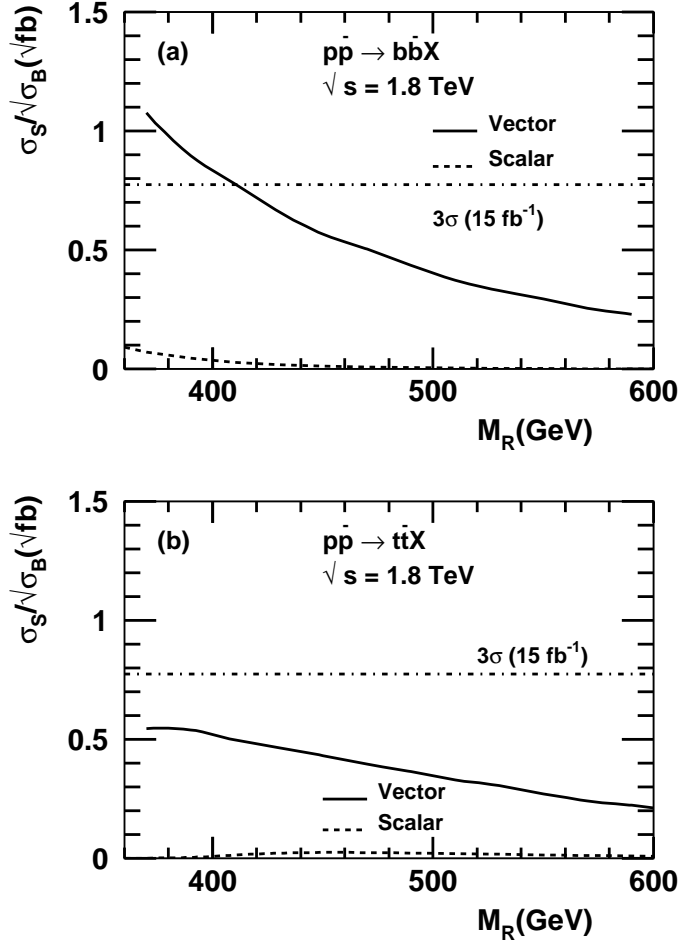 1.5
(a)
pp̄ → bb̄X
√ s = 1.8 TeV
σS/√σB(√fb)
Vector
1
Scalar
3σ (15 fb-1)
0.5
0
400
500
600
MR(GeV)
1.5
(b)
pp̄ → tt̄X
√ s = 1.8 TeV
σS/√σB(√fb)
1
3σ (15 fb-1)
0.5
Vector
Scalar
0
400
500
600
MR(GeV)